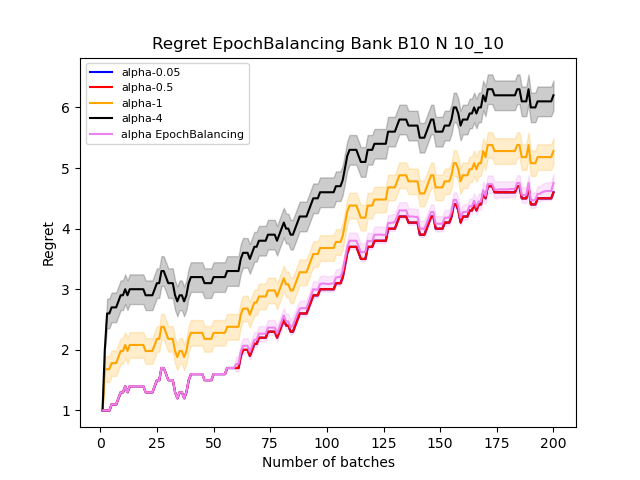 Regret EpochBalancing Bank B10 N 10_10
alpha-0.05
alpha-0.5
alpha-1
alpha-4
alpha EpochBalancing
Regret
6
5
4
3
2
1
0 25 50 75 100 125 150 175 200
Number of batches